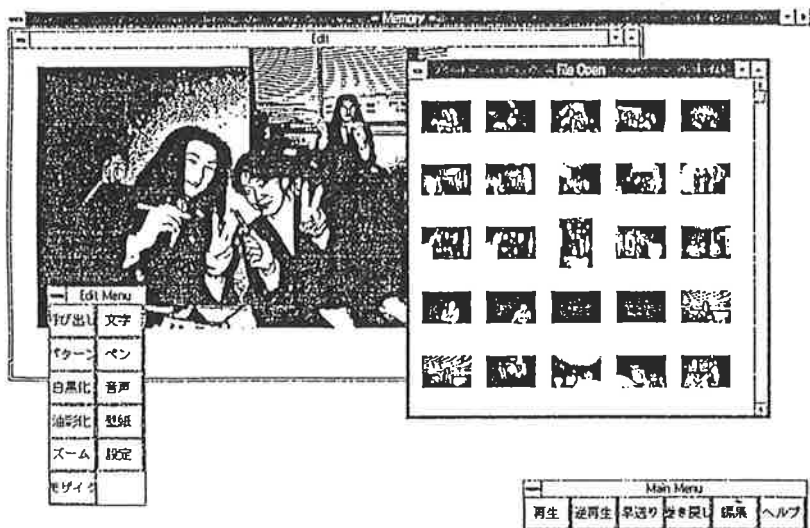 Memory
Edit
File Open
Edit Menu
呼び出し 文字
パターン ペン
白黒化 音声
油彩化 壁紙
ズーム 設定
モザイク
Main Menu
再生 逆再生 早送り 巻き戻し 編集 ヘルプ